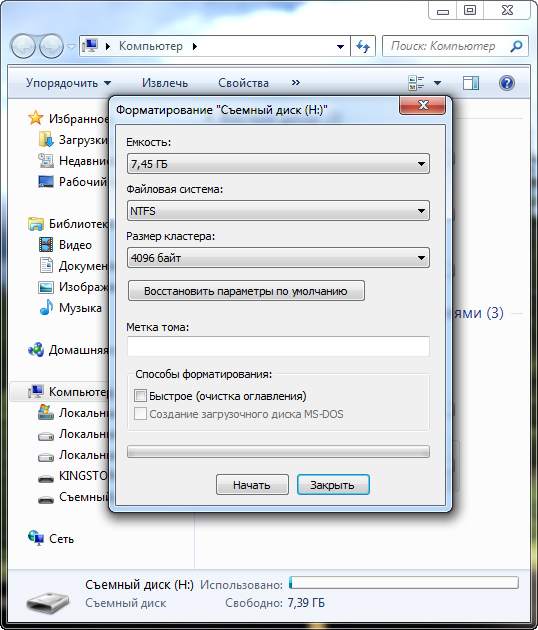 Компьютер
Поиск: Компьютер
Упорядочить
Извлечь
Свойства
»
Избранное
Загрузки
Недавние
Рабочий
Библиотек
Видео
Документ
Изображ
Музыка
Домашняя
Компьютер
Локальн
Локальн
Локальн
KINGSTO
Съемный
Сеть
ями (3)
Форматирование "Съемный диск (H:)"
Емкость:
7,45 ГБ
Файловая система:
NTFS
Размер кластера:
4096 байт
Восстановить параметры по умолчанию
Метка тома:
Способы форматирования:
Быстрое (очистка оглавления)
Создание загрузочного диска MS-DOS
Начать
Закрыть
Съемный диск (H:) Использовано:
Съемный диск Свободно: 7,39 ГБ